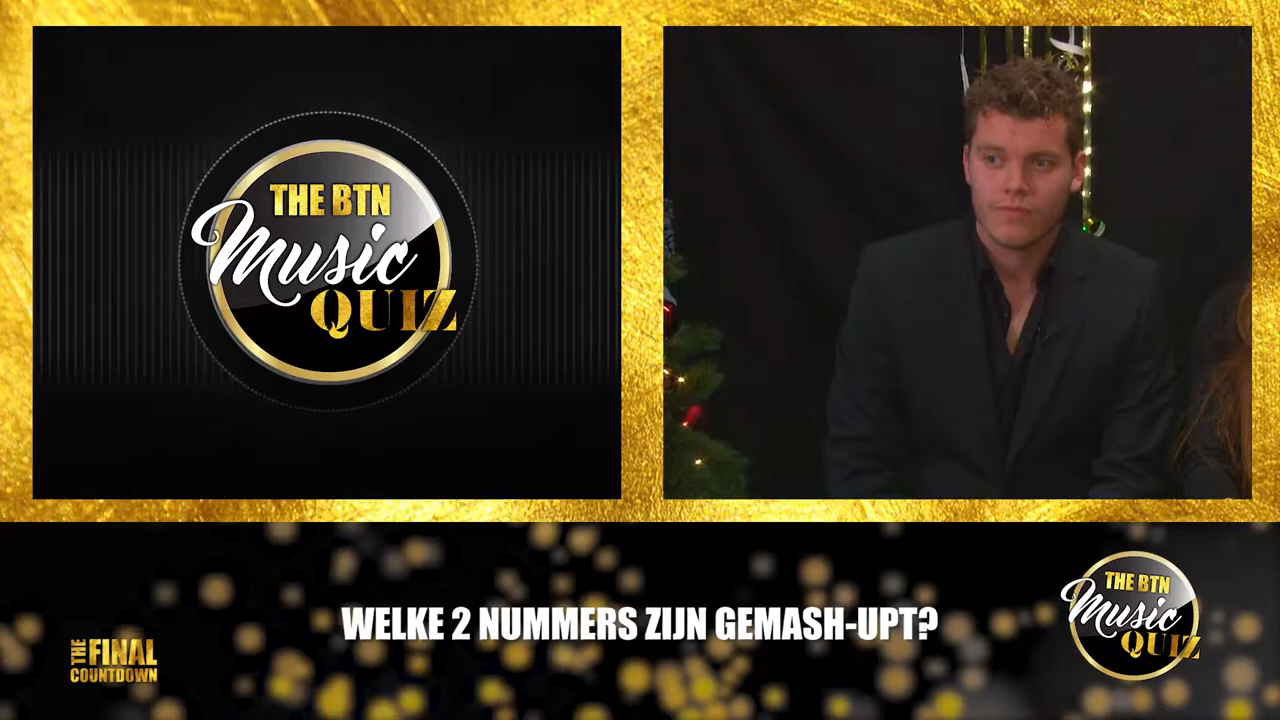 THE BTN
Music
QUIZ
WELKE 2 NUMMERS ZIJN GEMASH-UPT?
THE FINAL
COUNTDOWN
THE BTN
Music
QUIZ